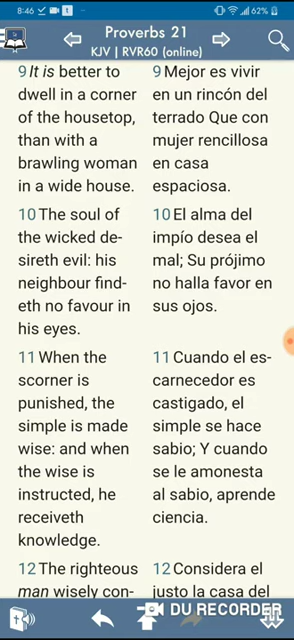 8:46 62%
Proverbs 21
KJV | RVR60 (online)
9 It is better to
dwell in a corner
of the housetop,
than with a
brawling woman
in a wide house.
10 The soul of
the wicked de-
sireth evil: his
neighbour find-
eth no favour in
his eyes.
11 When the
scorner is
punished, the
simple is made
wise: and when
the wise is
instructed, he
receiveth
knowledge.
12 The righteous
man wisely con-
9 Mejor es vivir
en un rincón del
terrado Que con
mujer rencillosa
en casa
espaciosa.
10 El alma del
impío desea el
mal; Su prójimo
no halla favor en
sus ojos.
11 Cuando el es-
carnecedor es
castigado, el
simple se hace
sabio; Y cuando
se le amonesta
al sabio, aprende
ciencia.
12 Considera el
justo la casa del
DU RECORDER